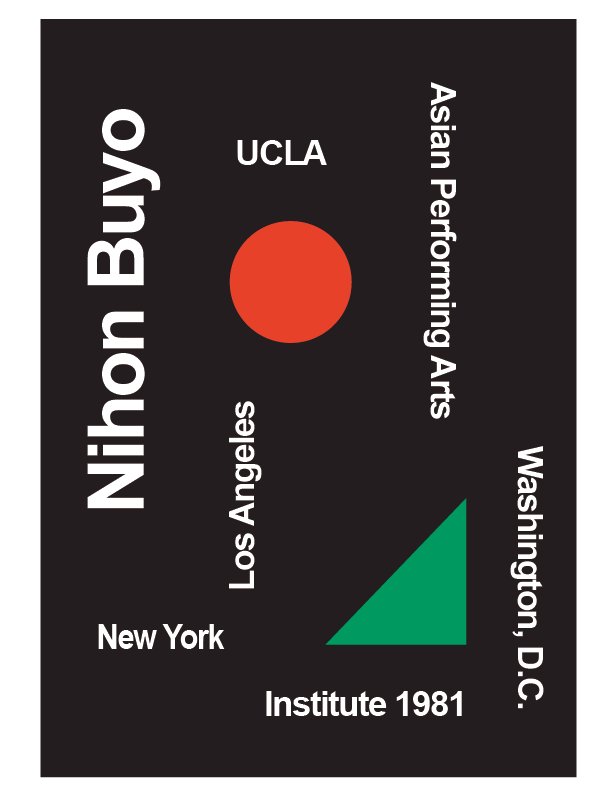 Nihon Buyo
UCLA
Asian Performing Arts
Los Angeles
Washington, D.C.
New York
Institute 1981